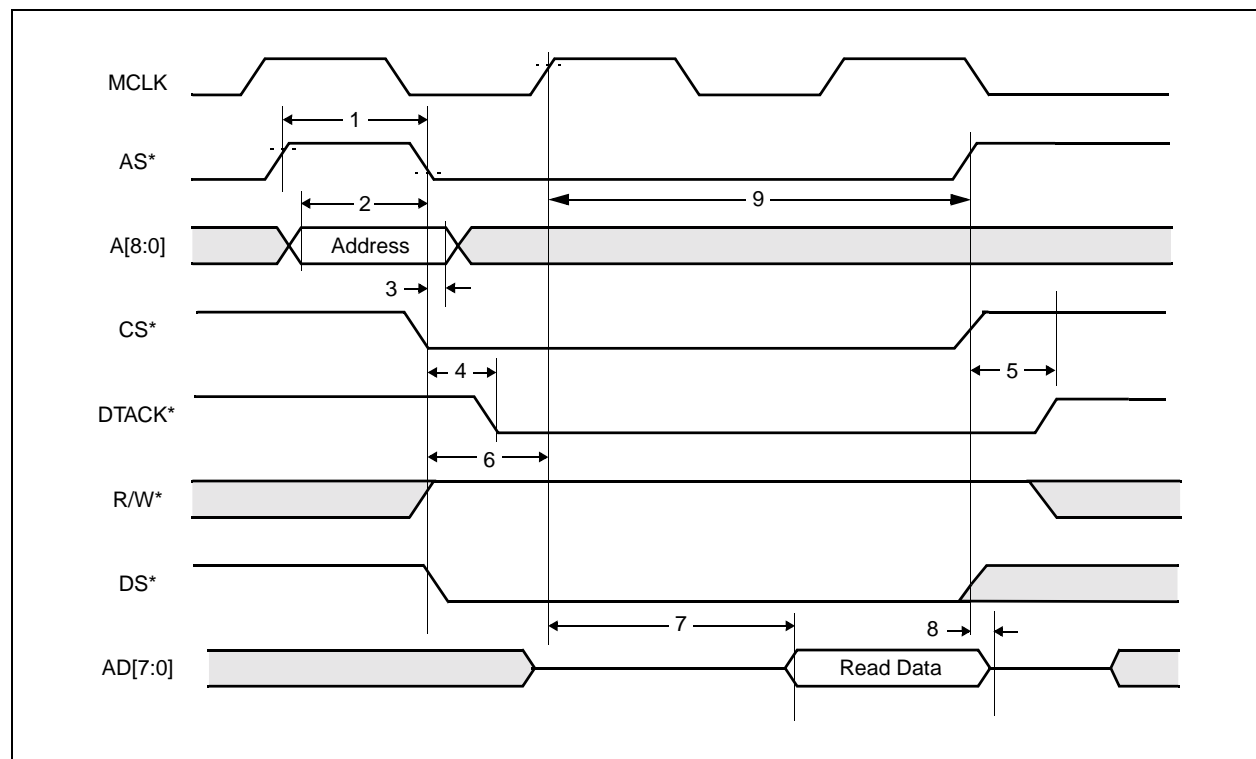 MCLK
1
AS*
2
9
A[8:0]
Address
3
CS*
4
5
DTACK*
6
R/W*
DS*
7
8
AD[7:0]
Read Data